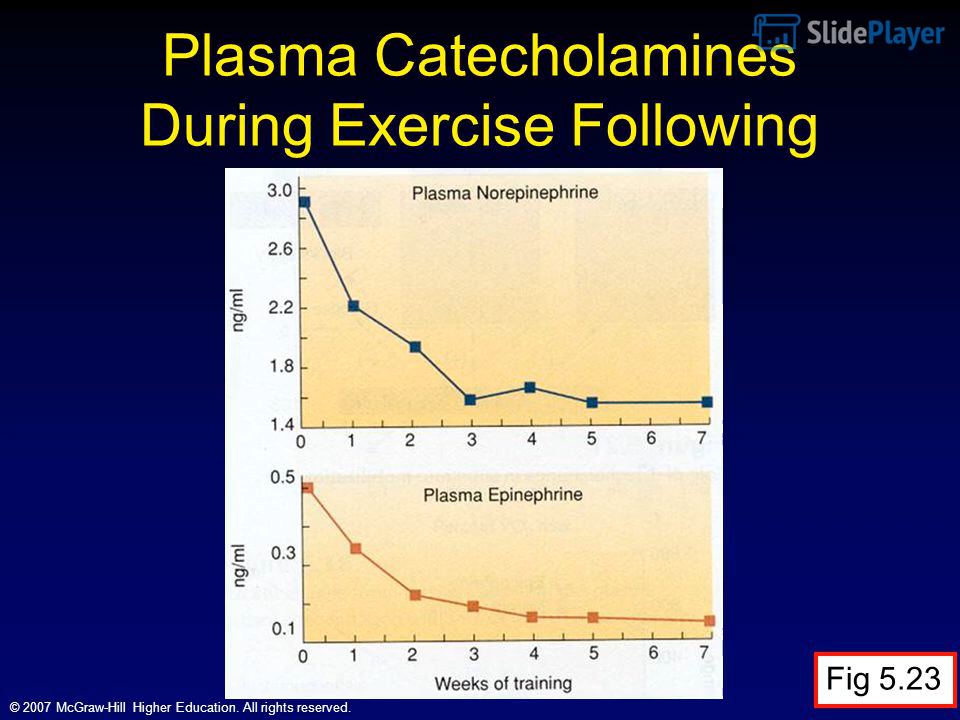 SlidePlayer
Plasma Catecholamines
During Exercise Following
Plasma Norepinephrine
3.0
2.6
2.2
1.8
1.4
ng/ml
0 1 2 3 4 5 6 7
Plasma Epinephrine
0.5
0.3
0.1
ng/ml
0 1 2 3 4 5 6 7
Weeks of training
Fig 5.23
© 2007 McGraw-Hill Higher Education. All rights reserved.